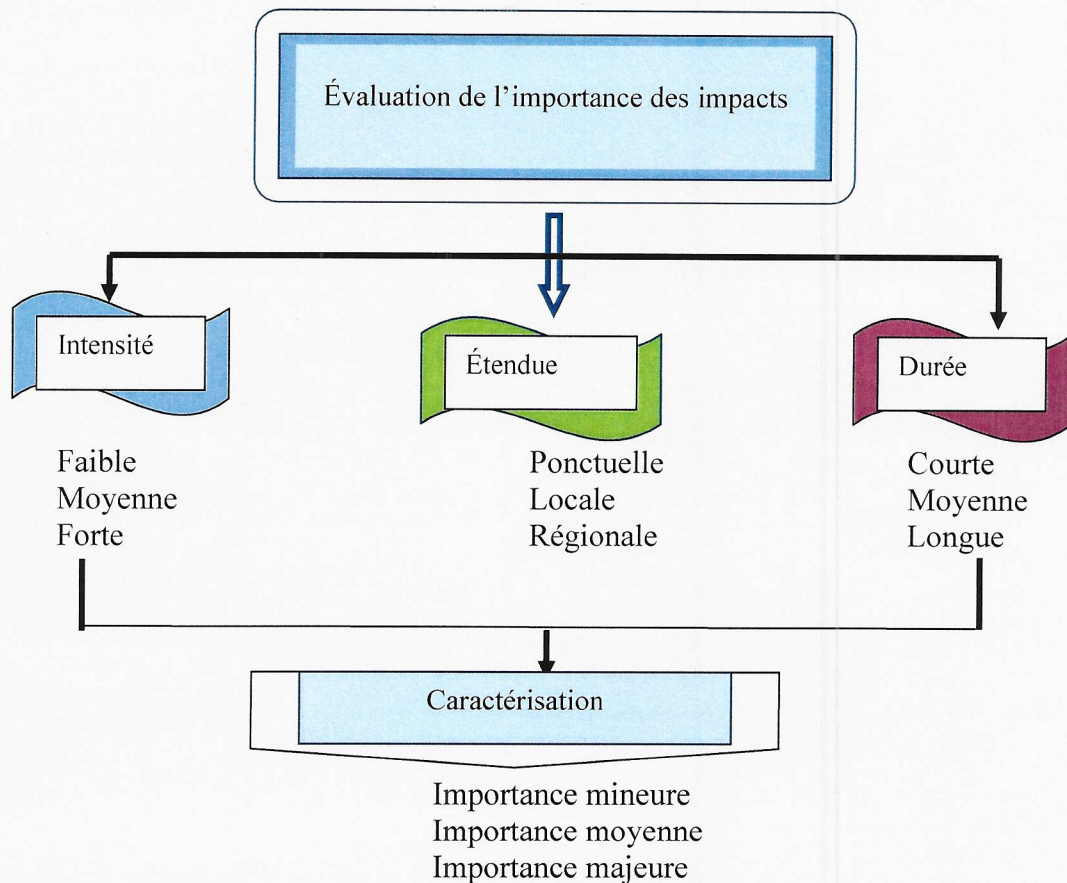 Évaluation de l'importance des impacts
Intensité
Faible
Moyenne
Forte
Étendue
Ponctuelle
Locale
Régionale
Durée
Courte
Moyenne
Longue
Caractérisation
Importance mineure
Importance moyenne
Importance majeure